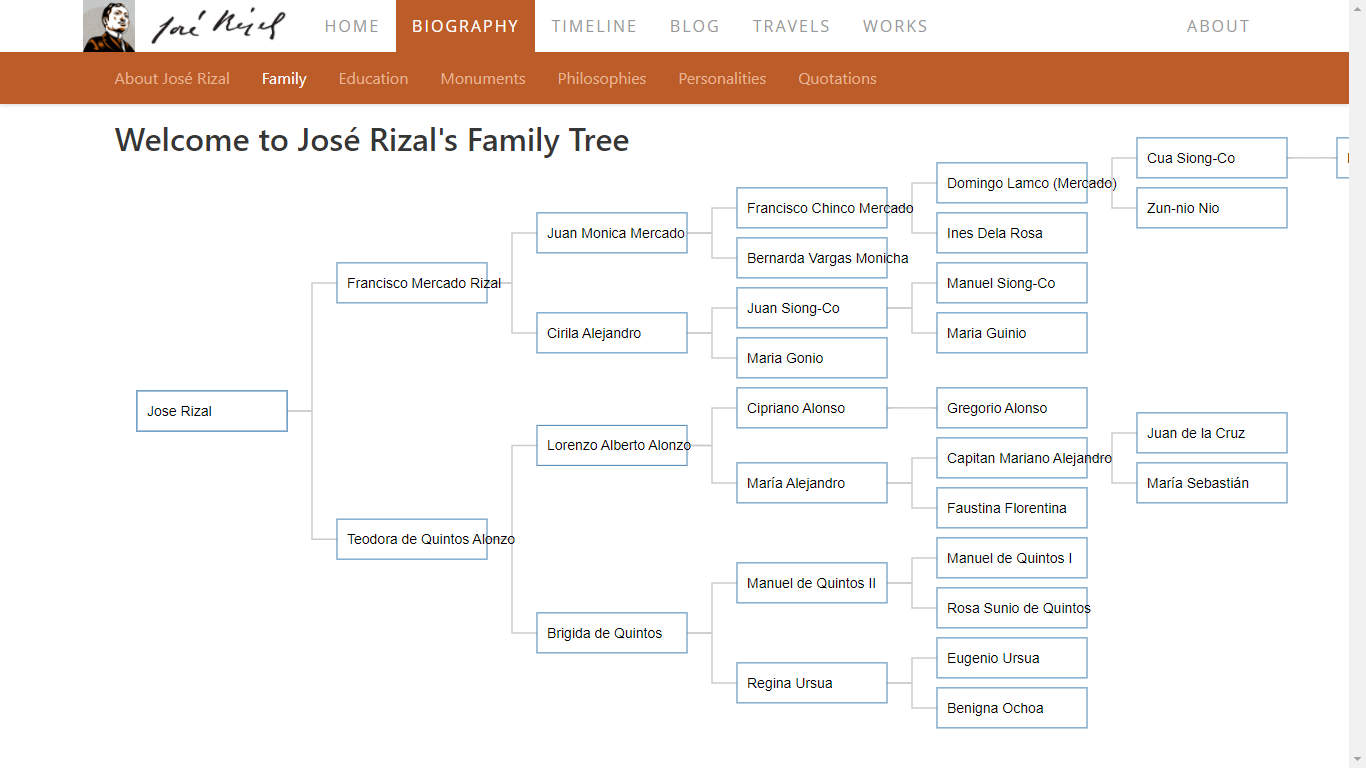 José Rizal HOME BIOGRAPHY TIMELINE BLOG TRAVELS WORKS ABOUT
About José Rizal Family Education Monuments Philosophies Personalities Quotations
Welcome to José Rizal's Family Tree
Jose Rizal
Francisco Mercado Rizal
Teodora de Quintos Alonzo
Juan Monica Mercado
Cirila Alejandro
Lorenzo Alberto Alonzo
Brigida de Quintos
Francisco Chinco Mercado
Bernarda Vargas Monicha
Juan Siong-Co
Maria Gonio
Cipriano Alonso
María Alejandro
Manuel de Quintos II
Regina Ursua
Domingo Lamco (Mercado)
Ines Dela Rosa
Manuel Siong-Co
Maria Guinio
Gregorio Alonso
Capitan Mariano Alejandro
Faustina Florentina
Manuel de Quintos I
Rosa Sunio de Quintos
Eugenio Ursua
Benigna Ochoa
Cua Siong-Co
Zun-nio Nio
Juan de la Cruz
María Sebastián